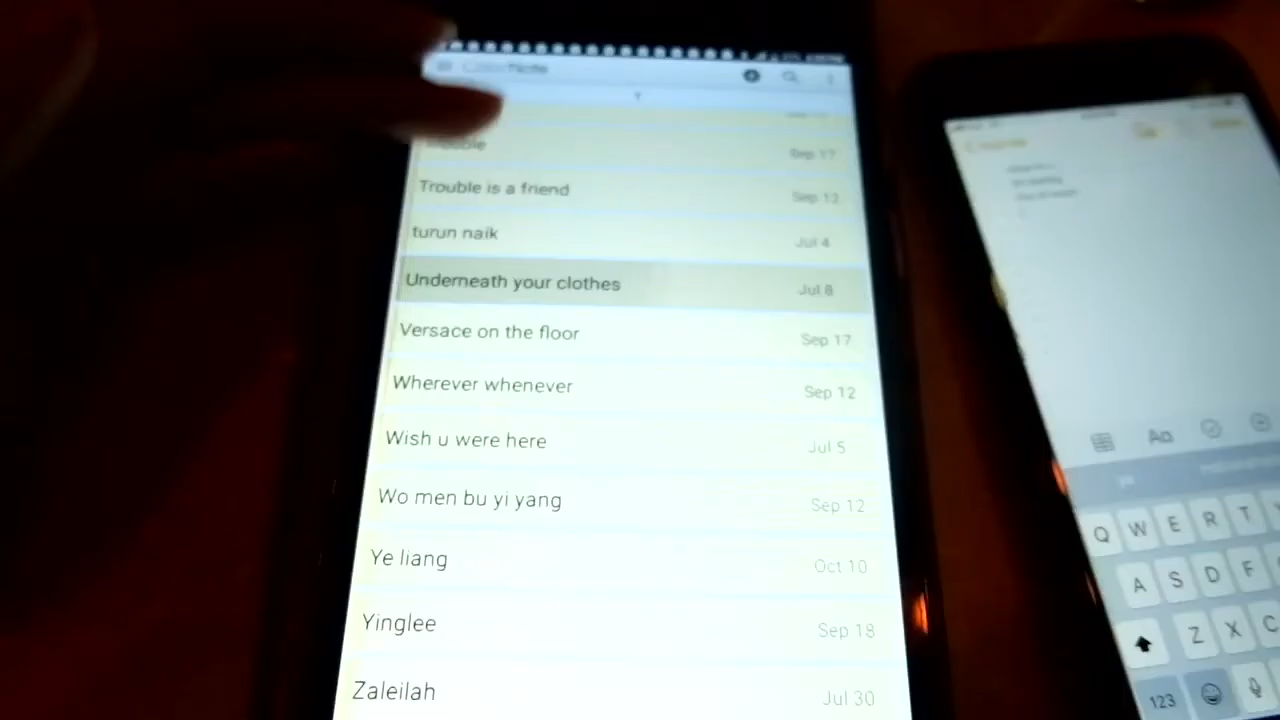 Sep 17
Trouble is a friend Sep 12
turun naik Jul 4
Underneath your clothes Jul 8
Versace on the floor Sep 17
Wherever whenever Sep 12
Wish u were here Jul 5
Wo men bu yi yang Sep 12
Ye liang Oct 10
Yinglee Sep 18
Zaleilah Jul 30
Aa
Q W E R T Y
A S D F
Z X C
123